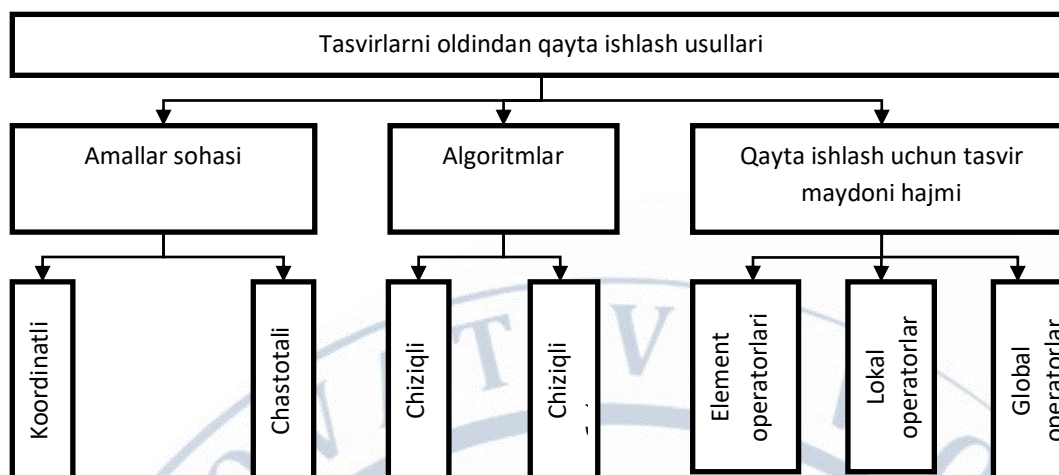 Tasvirlarni oldindan qayta ishlash usullari
Amallar sohasi
Algoritmlar
Qayta ishlash uchun tasvir
maydoni hajmi
Koordinatli
Chastotali
Chiziqli
Chiziqli
Element
operatorlari
Lokal
operatorlar
Global
operatorlar